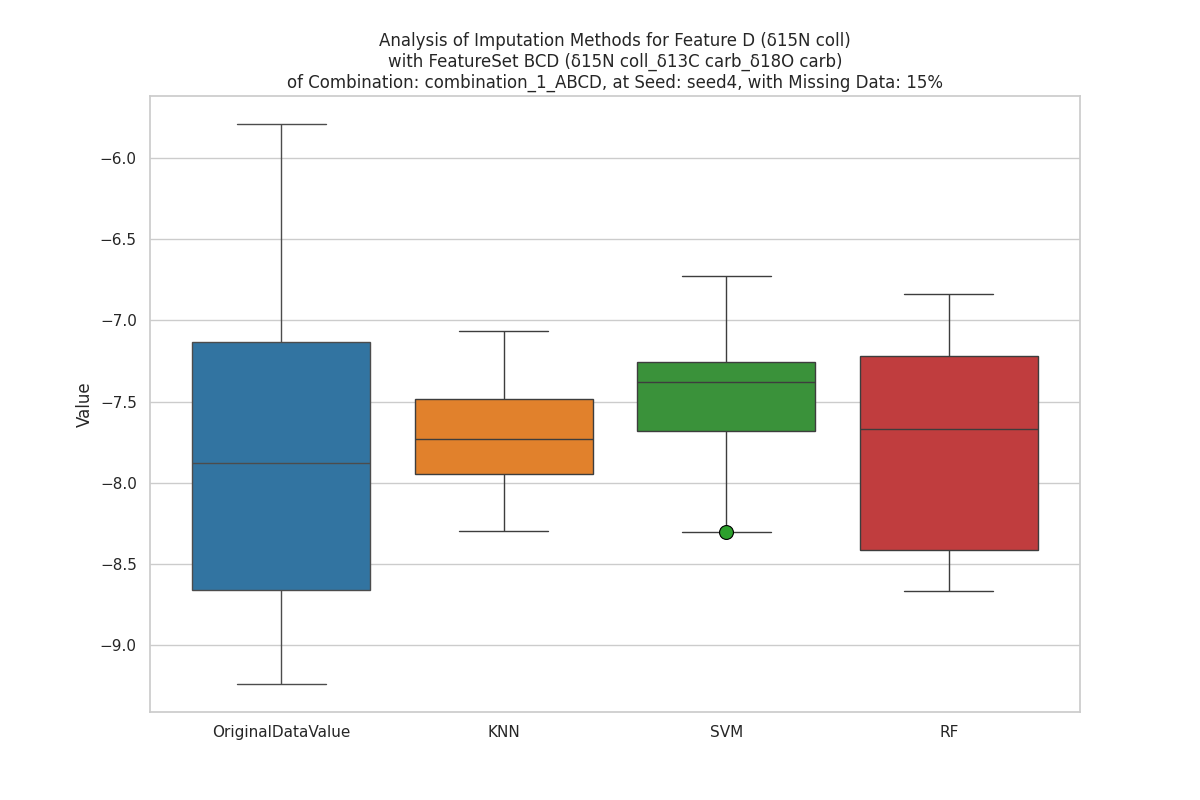 Analysis of Imputation Methods for Feature D (δ15N coll)
with FeatureSet BCD (δ15N coll_δ13C carb_δ18O carb)
of Combination: combination_1_ABCD, at Seed: seed4, with Missing Data: 15%
Value
−6.0
−6.5
−7.0
−7.5
−8.0
−8.5
−9.0
OriginalDataValue
KNN
SVM
RF